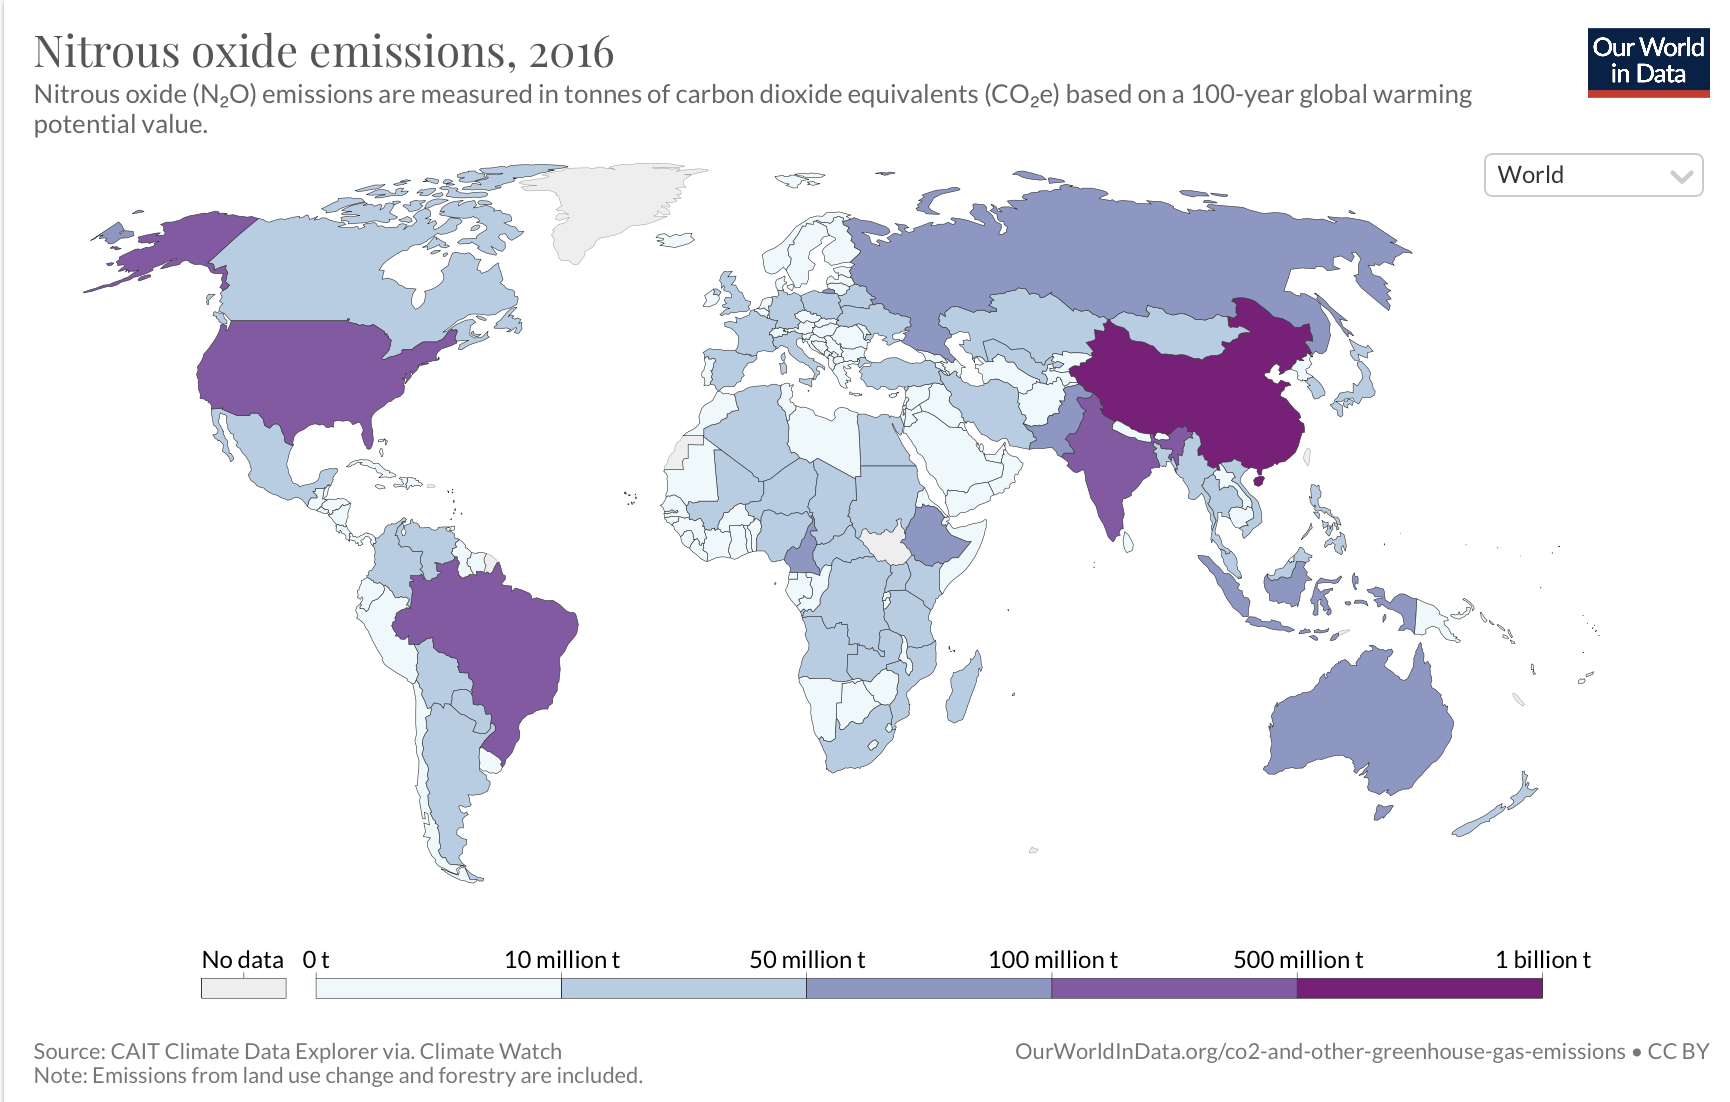 Nitrous oxide emissions, 2016
Our World
in Data
Nitrous oxide (N₂O) emissions are measured in tonnes of carbon dioxide equivalents (CO₂e) based on a 100-year global warming
potential value.
World
No data
0 t
10 million t
50 million t
100 million t
500 million t
1 billion t
Source: CAIT Climate Data Explorer via. Climate Watch
OurWorldInData.org/co2-and-other-greenhouse-gas-emissions • CC BY
Note: Emissions from land use change and forestry are included.